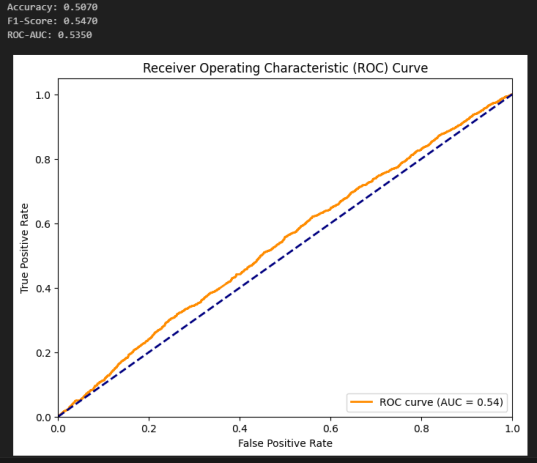 Accuracy: 0.5070
F1-Score: 0.5470
ROC-AUC: 0.5350
Receiver Operating Characteristic (ROC) Curve
1.0
0.8
0.6
0.4
0.2
0.0
True Positive Rate
ROC curve (AUC = 0.54)
0.0 0.2 0.4 0.6 0.8 1.0
False Positive Rate